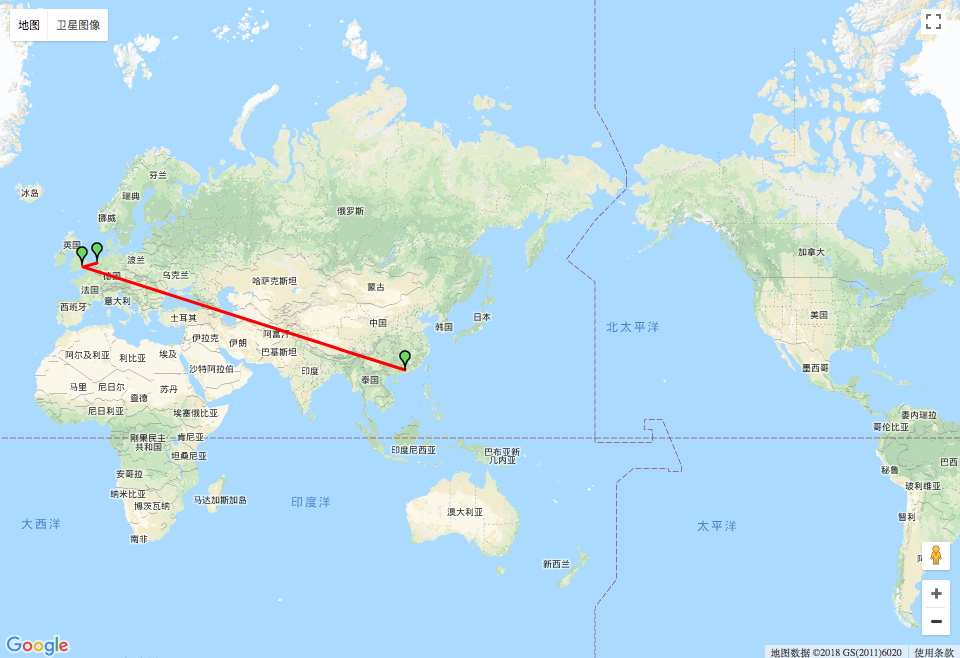 地图 卫星图像
芬兰
冰岛
瑞典
俄罗斯
挪威
英国
加拿大
波兰
德国
乌克兰
哈萨克斯坦
法国
蒙古
意大利
西班牙
土耳其
中国
日本
韩国
美国
北太平洋
阿富汗
伊拉克
伊朗
巴基斯坦
阿尔及利亚
利比亚
埃及
沙特阿拉伯
印度
泰国
墨西哥
马里
尼日尔
苏丹
乍得
尼日利亚
埃塞俄比亚
委内瑞拉
哥伦比亚
刚果民主
共和国
肯尼亚
坦桑尼亚
印度尼西亚
巴布亚新
几内亚
巴西
秘鲁
安哥拉
玻利维亚
纳米比亚
博茨瓦纳
马达加斯加岛
印度洋
澳大利亚
智利
大西洋
太平洋
南非
新西兰
Google
地图数据 ©2018 GS(2011)6020 使用条款